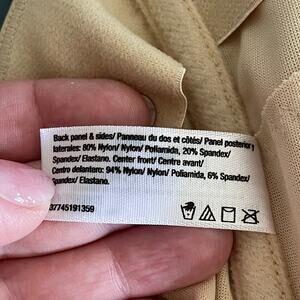 Back panel & sides/ Panneau du dos et côtés/ Panel posterior y
laterales: 80% Nylon/ Nylon/ Poliamida, 20% Spandex/
Spandex/ Elastano. Center front/ Centre avant/
Centro delantero: 94% Nylon/ Nylon/ Poliamida, 6% Spandex/
Spandex/ Elastano.
37745191359